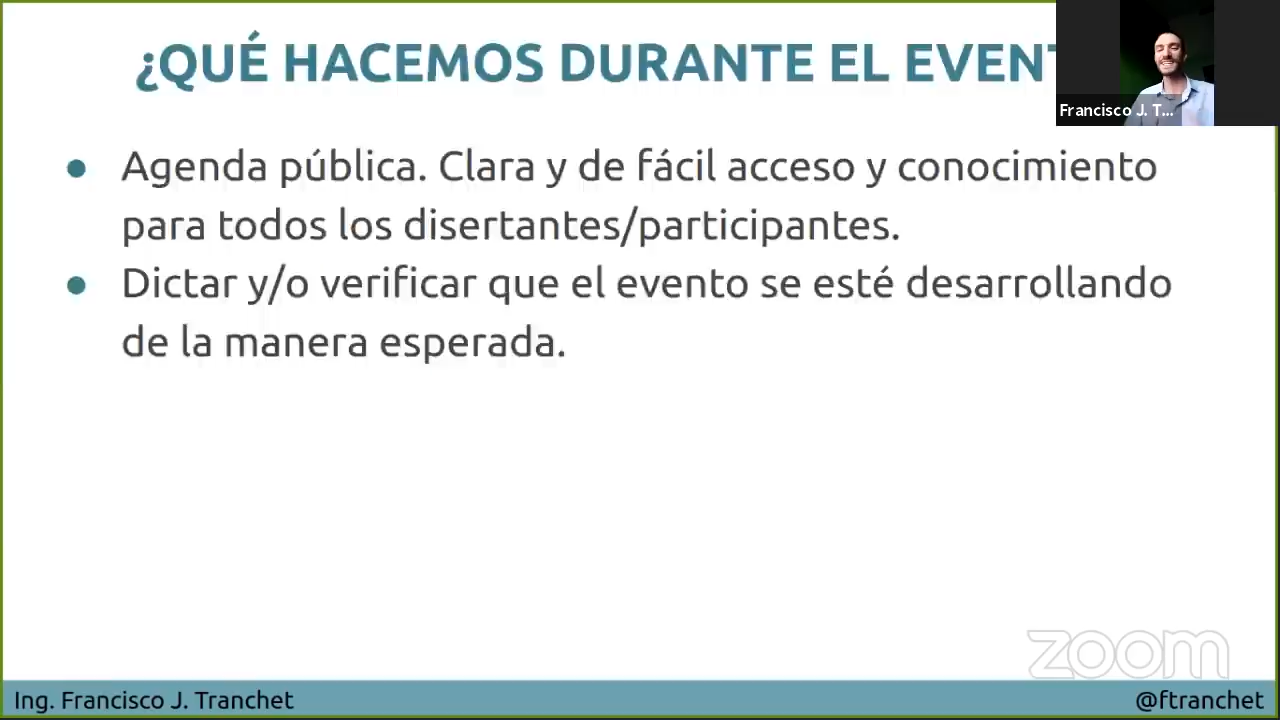 ¿QUÉ HACEMOS DURANTE EL EVENT
Francisco J. T...
Agenda pública. Clara y de fácil acceso y conocimiento
para todos los disertantes/participantes.
Dictar y/o verificar que el evento se esté desarrollando
de la manera esperada.
zoom
Ing. Francisco J. Tranchet
@ftranchet